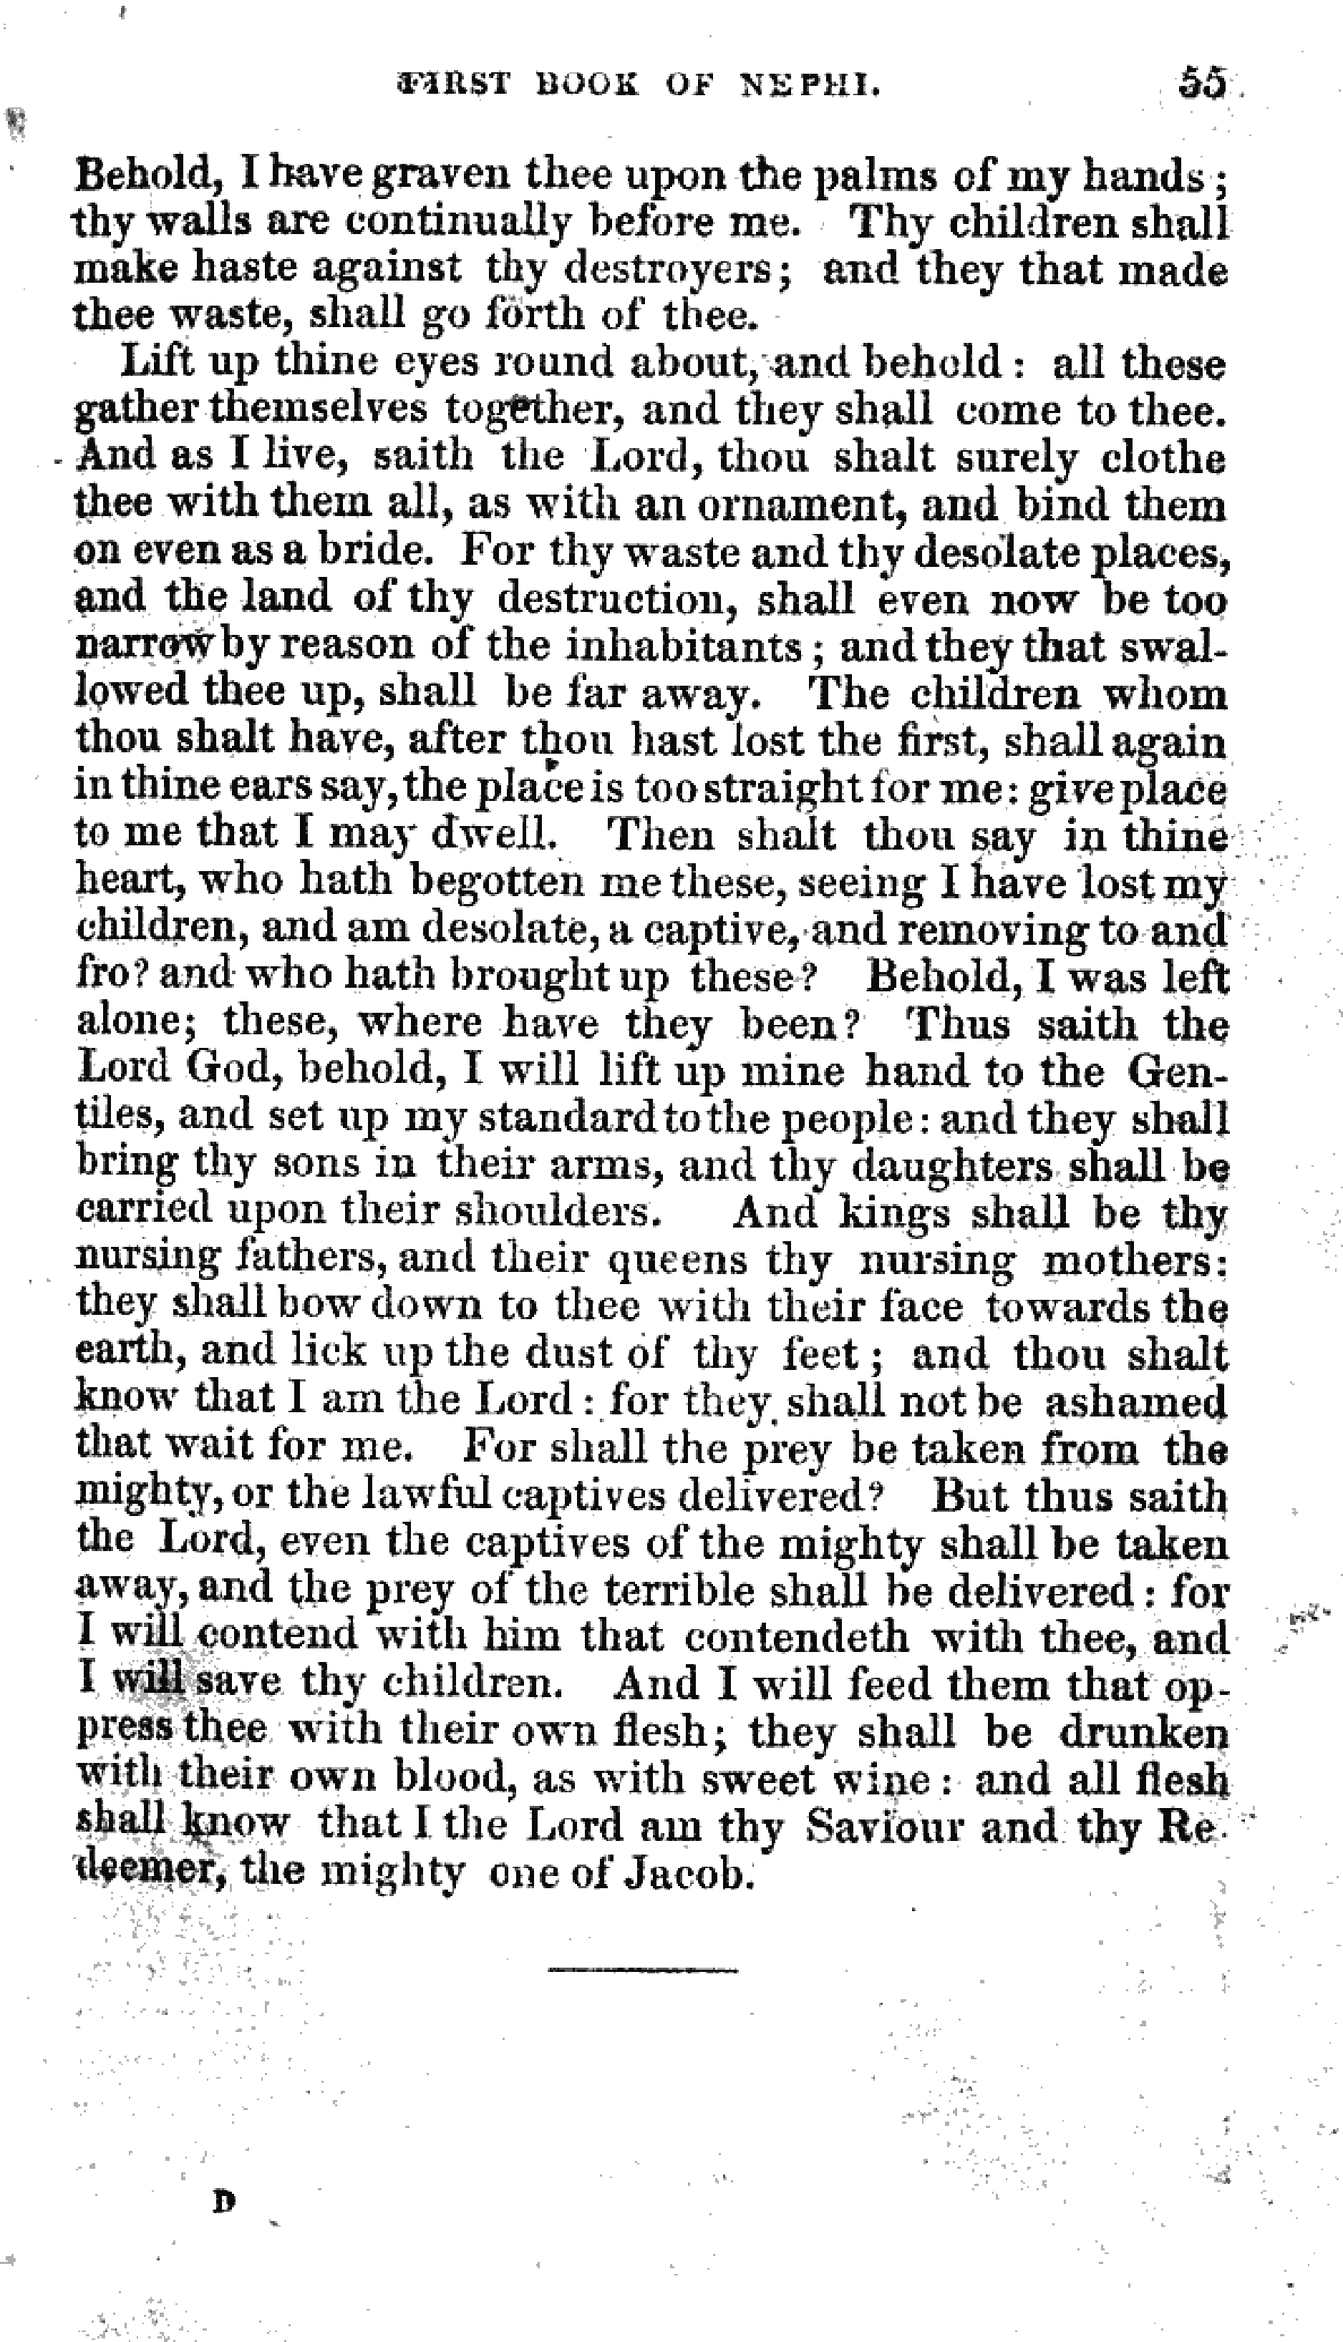 FIRST BOOK OF NEPHI. 55
Behold, I have graven thee upon the palms of my hands;
thy walls are continually before me. Thy children shall
make haste against thy destroyers; and they that made
thee waste, shall go forth of thee.
Lift up thine eyes round about, and behold: all these
gather themselves together, and they shall come to thee.
And as I live, saith the Lord, thou shalt surely clothe
thee with them all, as with an ornament, and bind them
on even as a bride. For thy waste and thy desolate places,
and the land of thy destruction, shall even now be too
narrow by reason of the inhabitants; and they that swal-
lowed thee up, shall be far away. The children whom
thou shalt have, after thou hast lost the first, shall again
in thine ears say, the place is too straight for me: give place
to me that I may dwell. Then shalt thou say in thine
heart, who hath begotten me these, seeing I have lost my
children, and am desolate, a captive, and removing to and
fro? and who hath brought up these? Behold, I was left
alone; these, where have they been? Thus saith the
Lord God, behold, I will lift up mine hand to the Gen-
tiles, and set up my standard to the people: and they shall
bring thy sons in their arms, and thy daughters shall be
carried upon their shoulders. And kings shall be thy
nursing fathers, and their queens thy nursing mothers:
they shall bow down to thee with their face towards the
earth, and lick up the dust of thy feet; and thou shalt
know that I am the Lord: for they shall not be ashamed
that wait for me. For shall the prey be taken from the
mighty, or the lawful captives delivered? But thus saith
the Lord, even the captives of the mighty shall be taken
away, and the prey of the terrible shall be delivered: for
I will contend with him that contendeth with thee, and
I will save thy children. And I will feed them that op-
press thee with their own flesh; they shall be drunken
with their own blood, as with sweet wine: and all flesh
shall know that I the Lord am thy Saviour and thy Re-
deemer, the mighty one of Jacob.
D